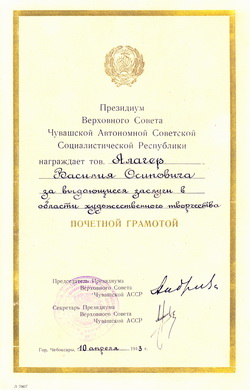 Президиум
Верховного Совета
Чувашской Автономной Советской
Социалистической Республики
награждает тов. Ялагер
Василия Осиповича
за выдающиеся заслуги в
области художественного творчества
ПОЧЕТНОЙ ГРАМОТОЙ
Председатель Президиума
Верховного Совета
Чувашской АССР
Секретарь Президиума
Верховного Совета
Чувашской АССР
Гор. Чебоксары, 10 апреля